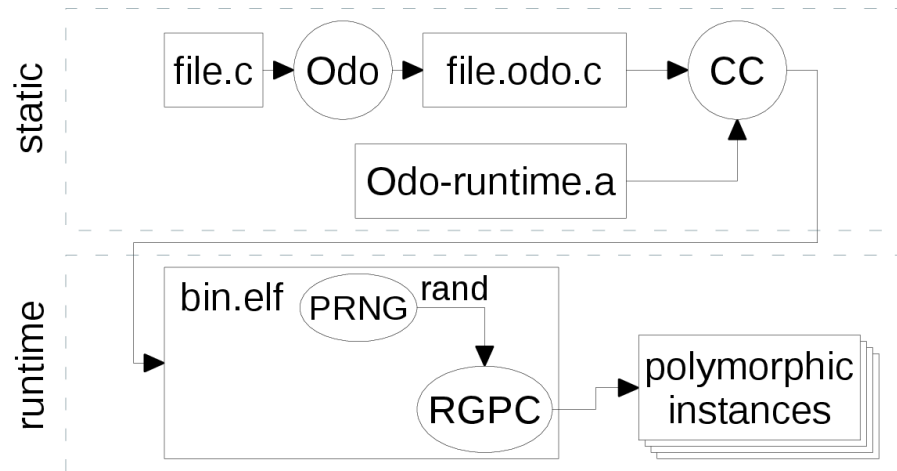 static
file.c
Odo
file.odo.c
CC
Odo-runtime.a
runtime
bin.elf
PRNG
rand
RGPC
polymorphic
instances